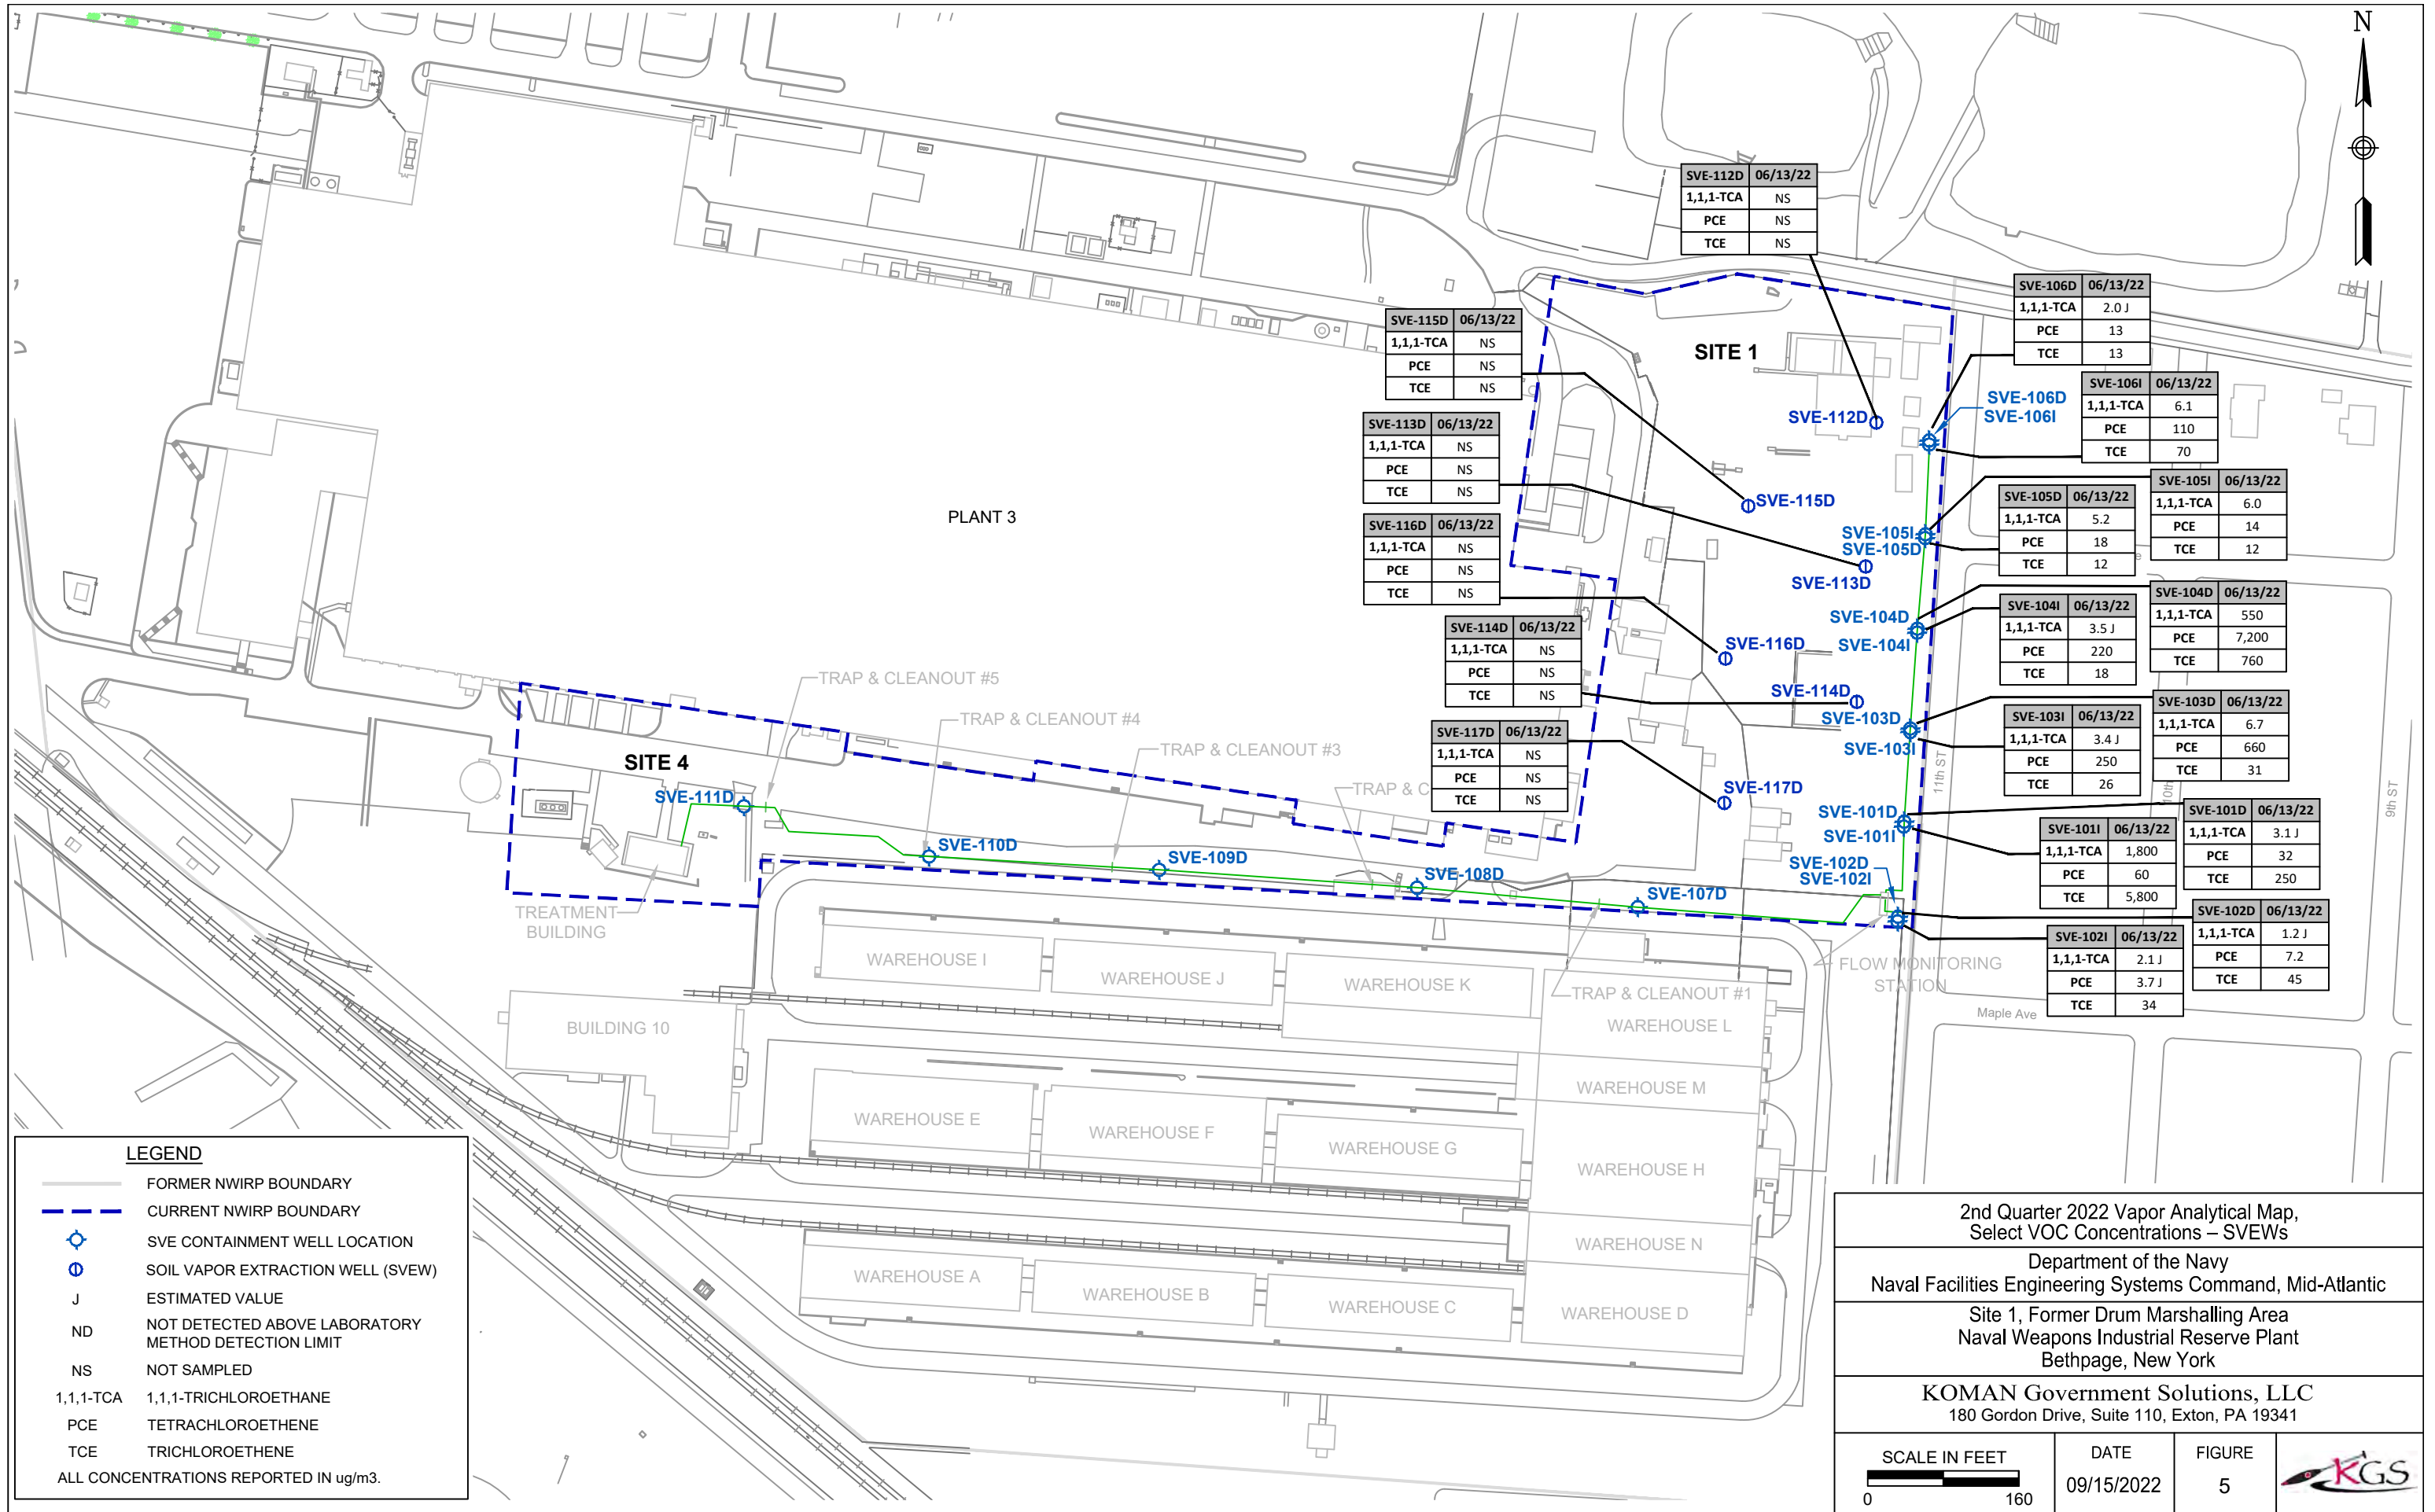 N
SVE-112D 06/13/22
1,1,1-TCA NS
PCE NS
TCE NS
SVE-106D 06/13/22
1,1,1-TCA 2.0 J
PCE 13
TCE 13
SVE-115D 06/13/22
1,1,1-TCA NS
PCE NS
TCE NS
SITE 1
SVE-106I 06/13/22
1,1,1-TCA 6.1
PCE 110
TCE 70
SVE-106D
SVE-106I
SVE-112D
SVE-113D 06/13/22
1,1,1-TCA NS
PCE NS
TCE NS
SVE-105I 06/13/22
1,1,1-TCA 6.0
PCE 14
TCE 12
SVE-105D 06/13/22
1,1,1-TCA 5.2
PCE 18
TCE 12
SVE-115D
PLANT 3
SVE-116D 06/13/22
1,1,1-TCA NS
PCE NS
TCE NS
SVE-105I
SVE-105D
SVE-113D
SVE-104D 06/13/22
1,1,1-TCA 550
PCE 7,200
TCE 760
SVE-104I 06/13/22
1,1,1-TCA 3.5 J
PCE 220
TCE 18
SVE-104D
SVE-104I
SVE-114D 06/13/22
1,1,1-TCA NS
PCE NS
TCE NS
SVE-116D
TRAP & CLEANOUT #5
SVE-114D
SVE-103D 06/13/22
1,1,1-TCA 6.7
PCE 660
TCE 31
SVE-103I 06/13/22
1,1,1-TCA 3.4 J
PCE 250
TCE 26
TRAP & CLEANOUT #4
SVE-103D
SVE-103I
SVE-117D 06/13/22
1,1,1-TCA NS
PCE NS
TCE NS
TRAP & CLEANOUT #3
SITE 4
11th ST
10th
9th ST
TRAP & C
SVE-117D
SVE-111D
SVE-101D
SVE-101I
SVE-101D 06/13/22
1,1,1-TCA 3.1 J
PCE 32
TCE 250
SVE-101I 06/13/22
1,1,1-TCA 1,800
PCE 60
TCE 5,800
SVE-110D
SVE-109D
SVE-108D
SVE-107D
SVE-102D
SVE-102I
SVE-102D 06/13/22
1,1,1-TCA 1.2 J
PCE 7.2
TCE 45
SVE-102I 06/13/22
1,1,1-TCA 2.1 J
PCE 3.7 J
TCE 34
TREATMENT
BUILDING
WAREHOUSE I
WAREHOUSE J
WAREHOUSE K
FLOW MONITORING
STATION
TRAP & CLEANOUT #1
Maple Ave
BUILDING 10
WAREHOUSE L
WAREHOUSE M
WAREHOUSE E
WAREHOUSE F
WAREHOUSE G
WAREHOUSE H
WAREHOUSE N
WAREHOUSE A
WAREHOUSE B
WAREHOUSE C
WAREHOUSE D
LEGEND
FORMER NWIRP BOUNDARY
CURRENT NWIRP BOUNDARY
SVE CONTAINMENT WELL LOCATION
SOIL VAPOR EXTRACTION WELL (SVEW)
J ESTIMATED VALUE
ND NOT DETECTED ABOVE LABORATORY
METHOD DETECTION LIMIT
NS NOT SAMPLED
1,1,1-TCA 1,1,1-TRICHLOROETHANE
PCE TETRACHLOROETHENE
TCE TRICHLOROETHENE
ALL CONCENTRATIONS REPORTED IN ug/m3.
2nd Quarter 2022 Vapor Analytical Map,
Select VOC Concentrations – SVEWs
Department of the Navy
Naval Facilities Engineering Systems Command, Mid-Atlantic
Site 1, Former Drum Marshalling Area
Naval Weapons Industrial Reserve Plant
Bethpage, New York
KOMAN Government Solutions, LLC
180 Gordon Drive, Suite 110, Exton, PA 19341
SCALE IN FEET
0 160
DATE
09/15/2022
FIGURE
5
KGS